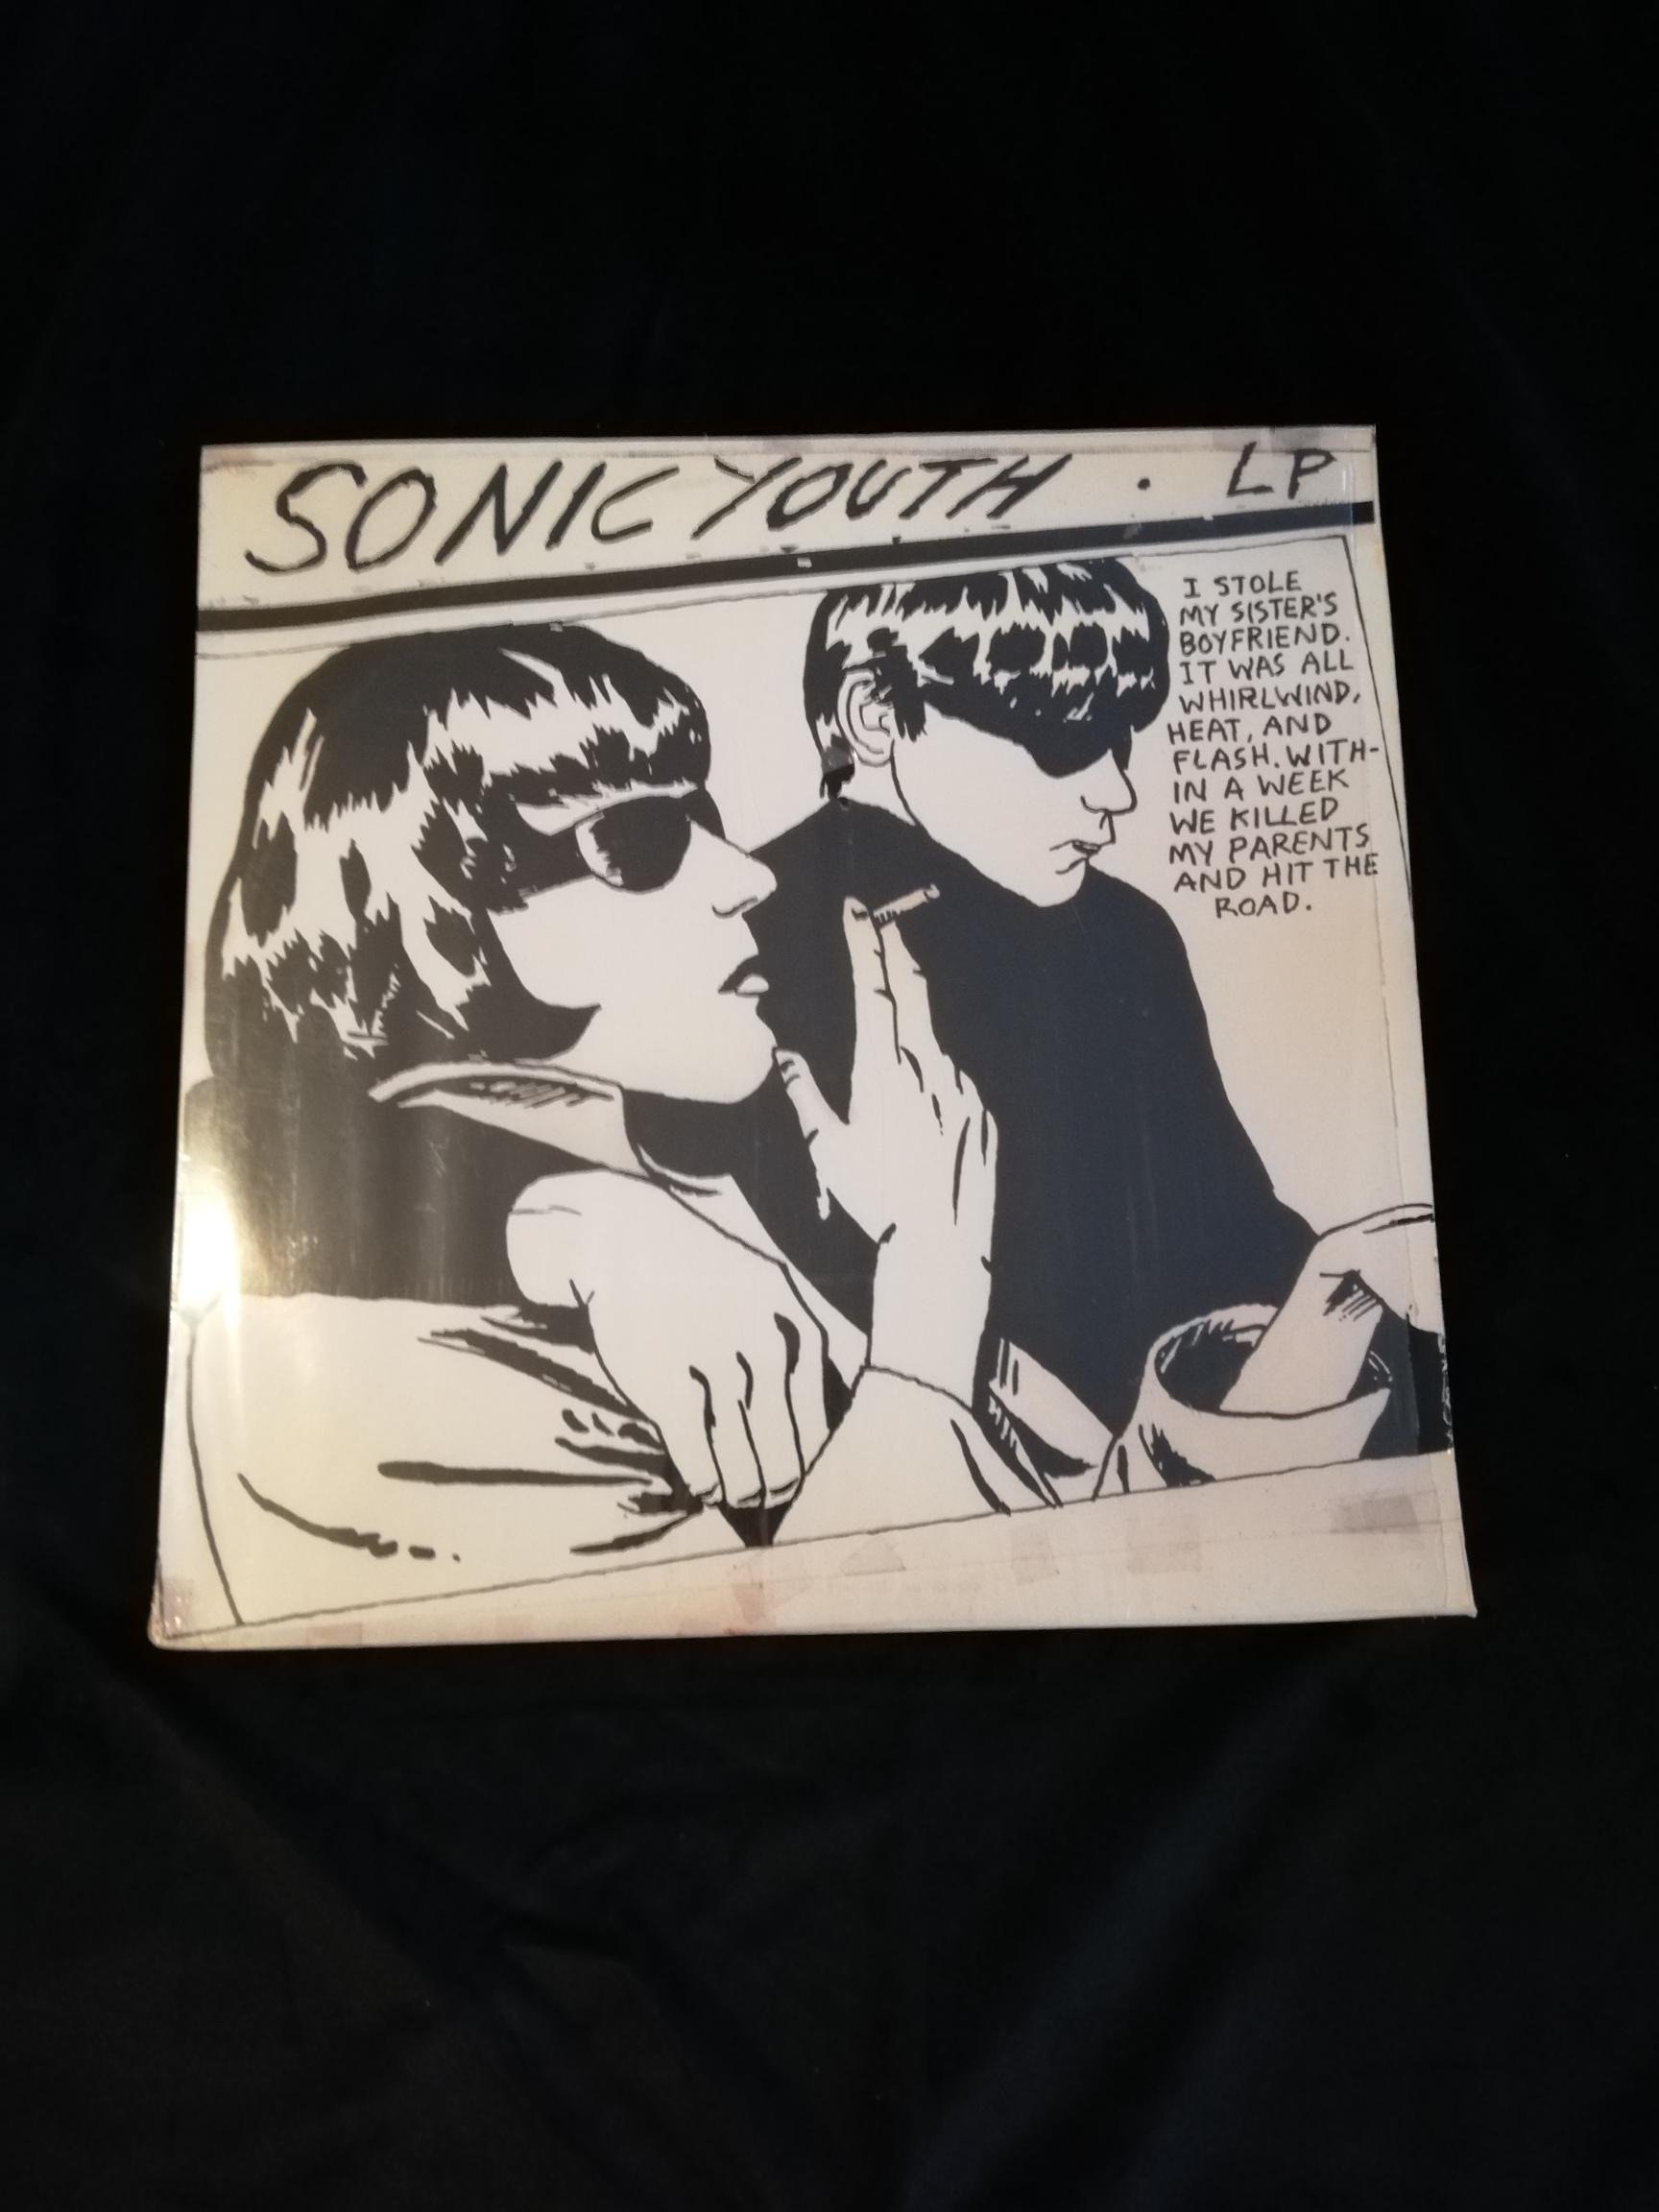 SONIC YOUTH · LP
I STOLE
MY SISTER'S
BOYFRIEND.
IT WAS ALL
WHIRLWIND,
HEAT, AND
FLASH. WITH-
IN A WEEK
WE KILLED
MY PARENTS
AND HIT THE
ROAD.